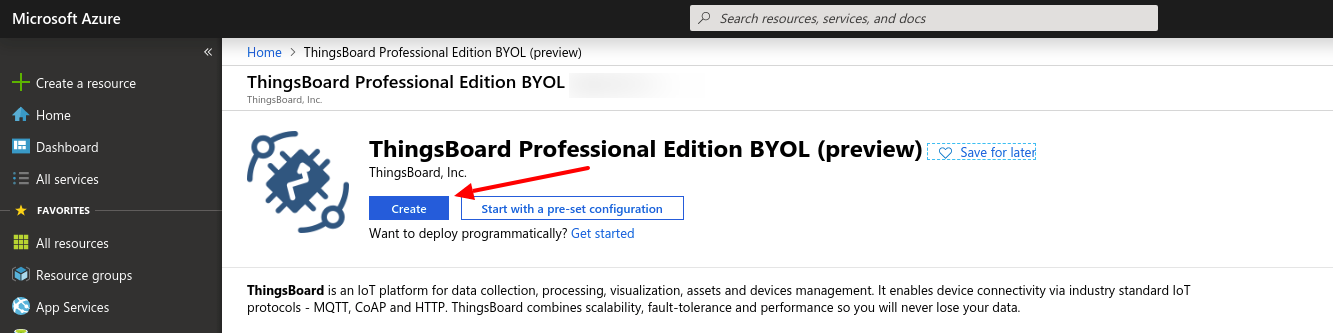 Microsoft Azure
Search resources, services, and docs
«
Create a resource
Home
Dashboard
All services
FAVORITES
All resources
Resource groups
App Services
Home > ThingsBoard Professional Edition BYOL (preview)
ThingsBoard Professional Edition BYOL
ThingsBoard, Inc.
ThingsBoard Professional Edition BYOL (preview)
Save for later
ThingsBoard, Inc.
Create
Start with a pre-set configuration
Want to deploy programmatically? Get started
ThingsBoard is an IoT platform for data collection, processing, visualization, assets and devices management. It enables device connectivity via industry standard IoT
protocols - MQTT, CoAP and HTTP. ThingsBoard combines scalability, fault-tolerance and performance so you will never lose your data.